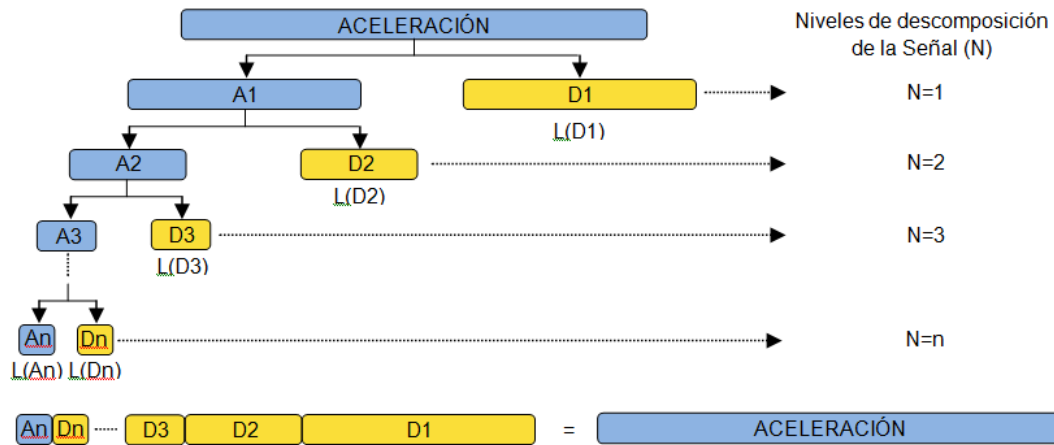 ACELERACIÓN
Niveles de descomposición
de la Señal (N)
A1
D1
N=1
L(D1)
A2
D2
N=2
L(D2)
A3
D3
N=3
L(D3)
An
Dn
N=n
L(An) L(Dn)
An Dn D3 D2 D1 = ACELERACIÓN